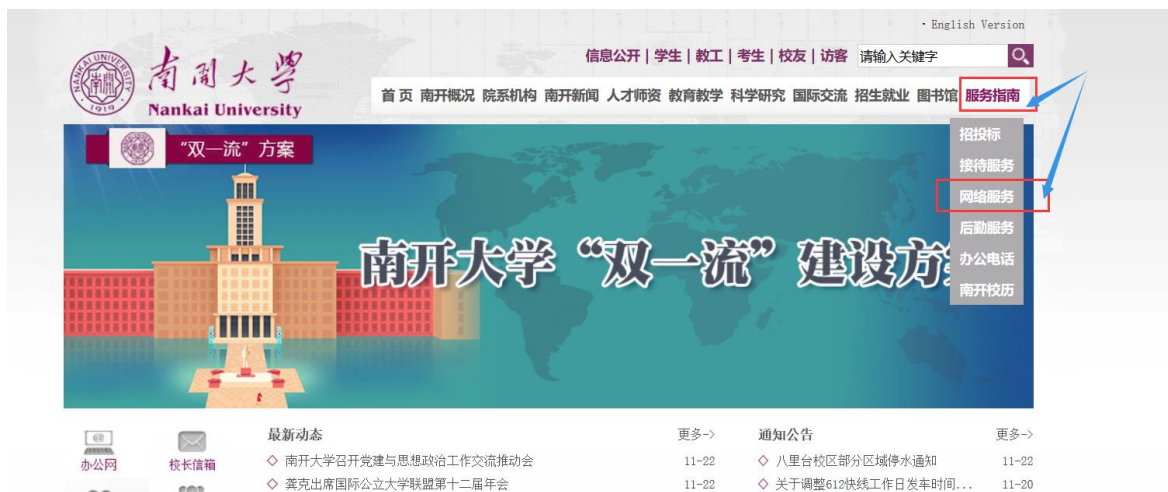 · English Version
信息公开 | 学生 | 教工 | 考生 | 校友 | 访客 请输入关键字
NANKAI UNIVERSITY
南開
1919
南開大學
Nankai University
首页 南开概况 院系机构 南开新闻 人才师资 教育教学 科学研究 国际交流 招生就业 图书馆 服务指南
“双一流”方案
招投标
接待服务
网络服务
后勤服务
办公电话
南开校历
南开大学“双一流”建设方
最新动态 更多->
通知公告 更多->
办公网 校长信箱
◇ 南开大学召开党建与思想政治工作交流推动会 11-22
◇ 八里台校区部分区域停水通知 11-22
◇ 龚克出席国际公立大学联盟第十二届年会 11-22
◇ 关于调整612快线工作日发车时间... 11-20